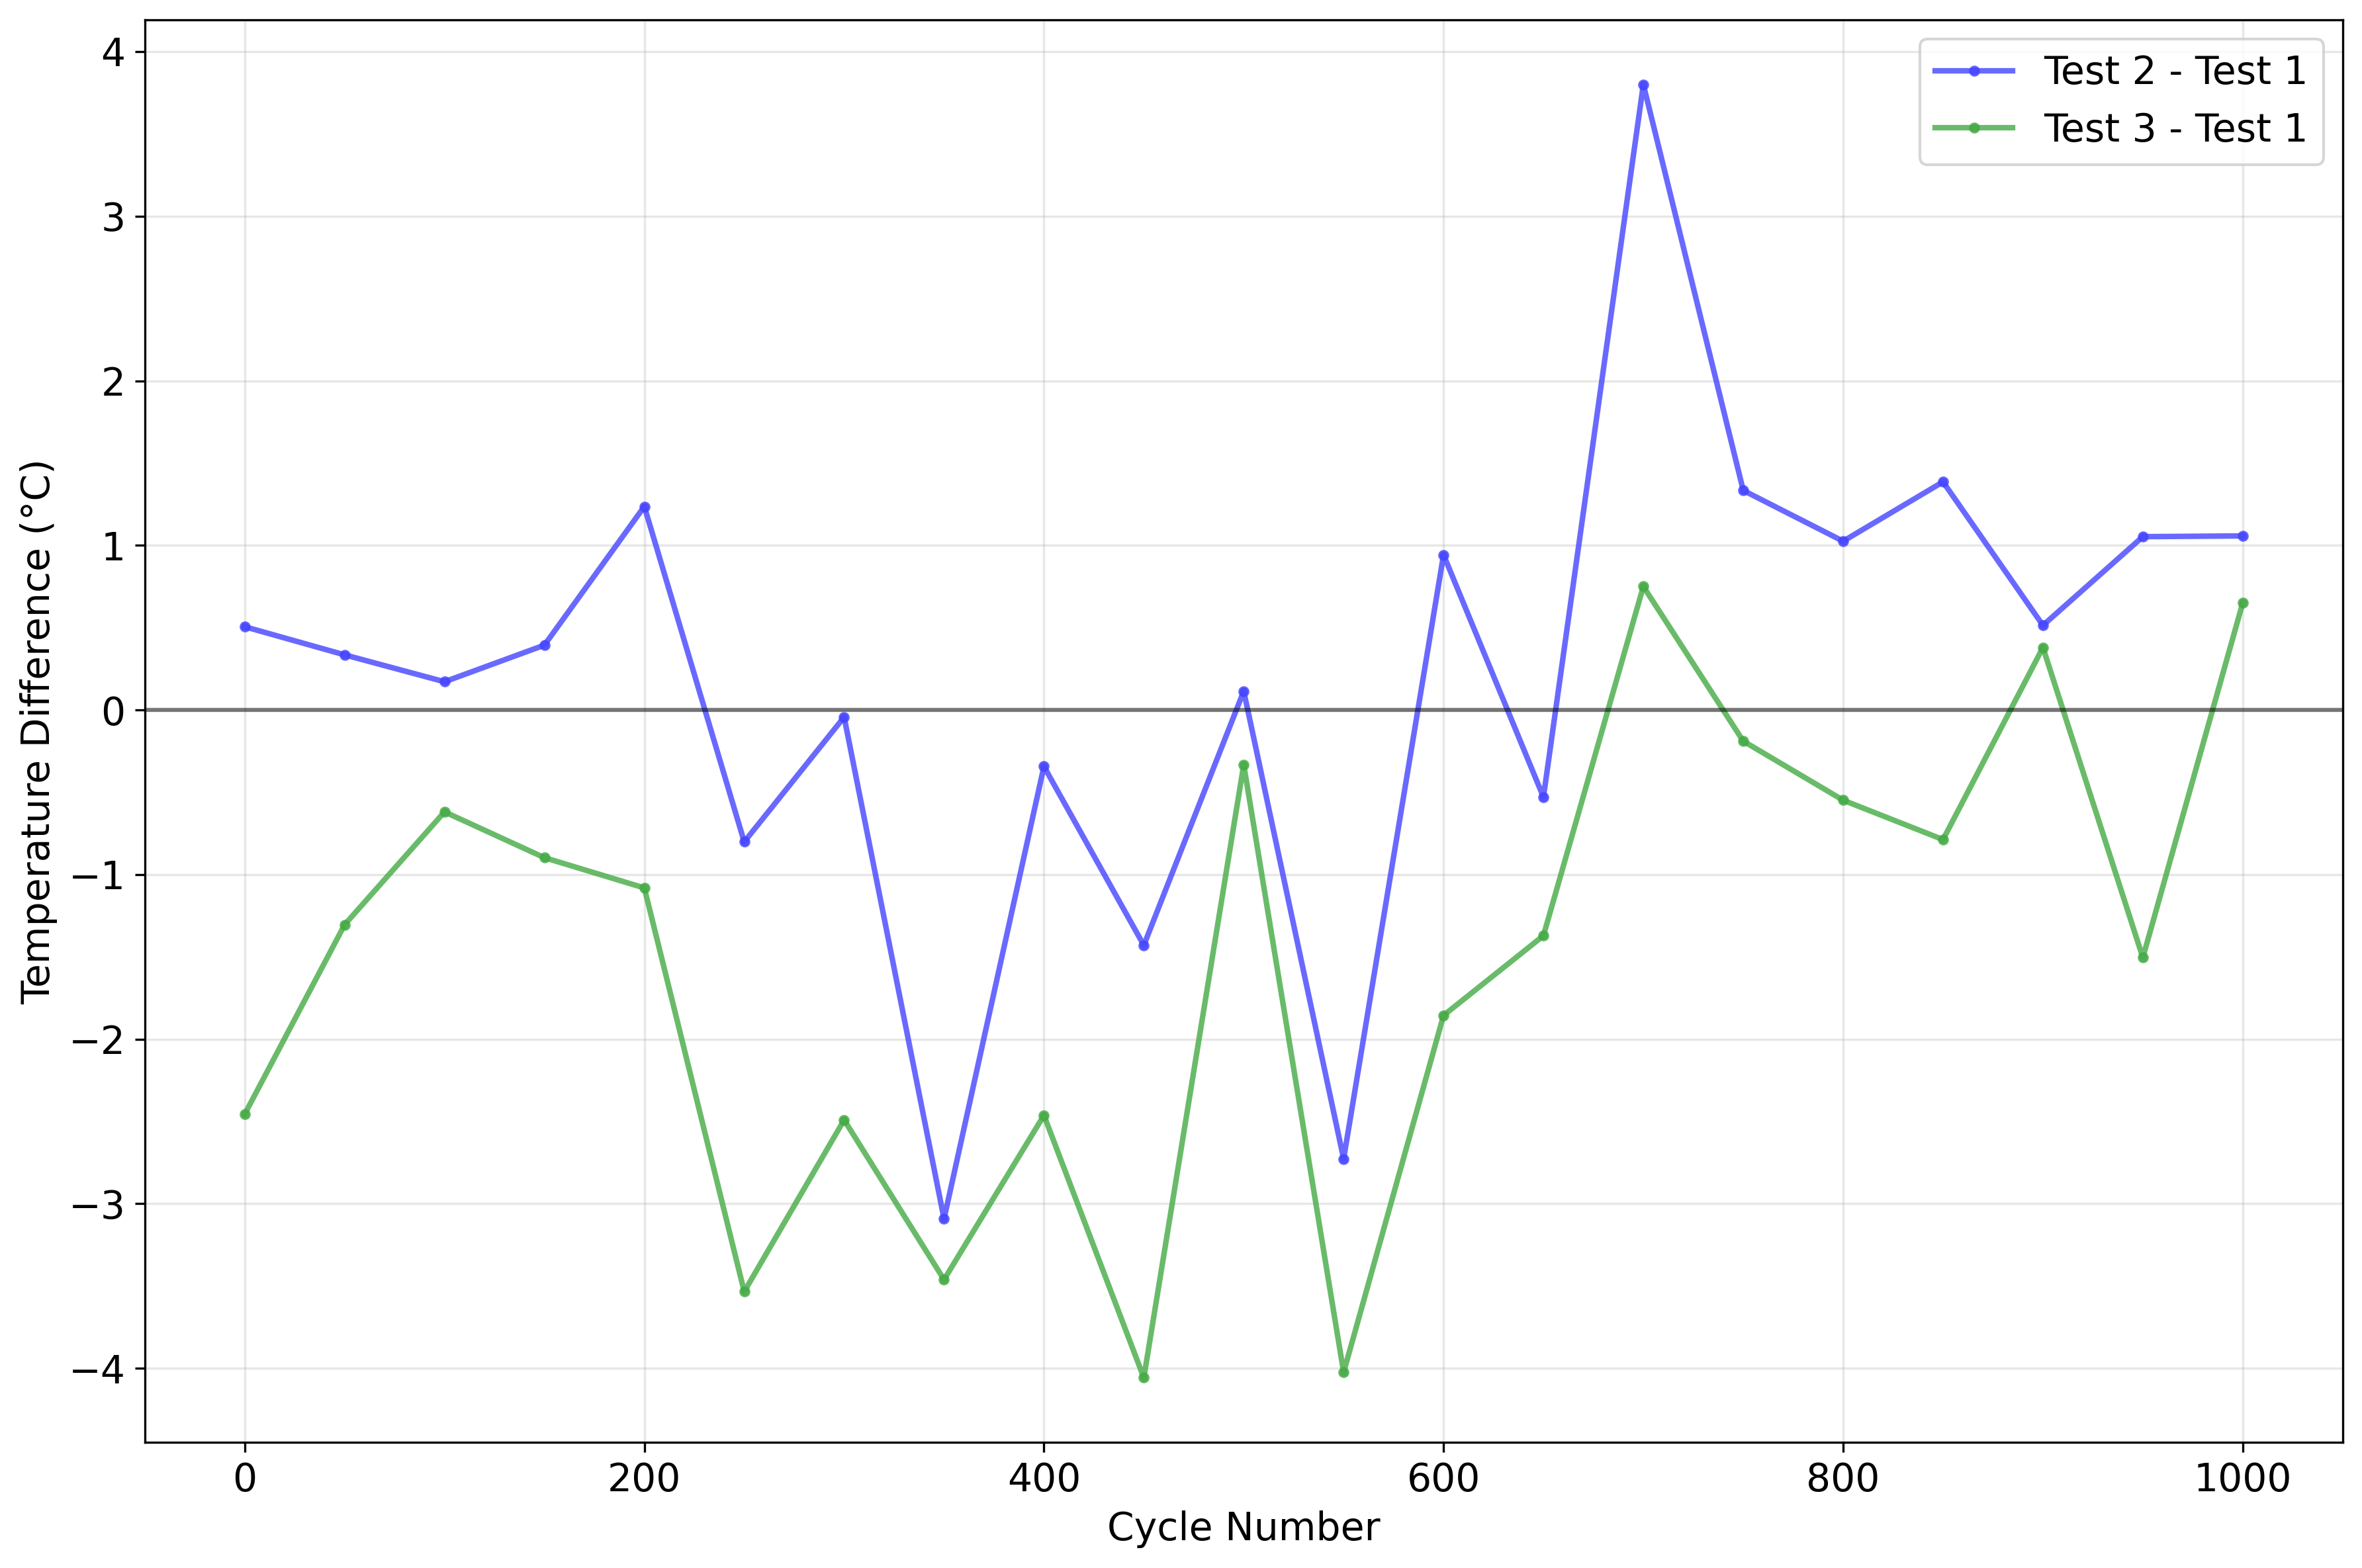 4
3
2
1
0
−1
−2
−3
−4
Temperature Difference (°C)
Test 2 - Test 1
Test 3 - Test 1
0 200 400 600 800 1000
Cycle Number